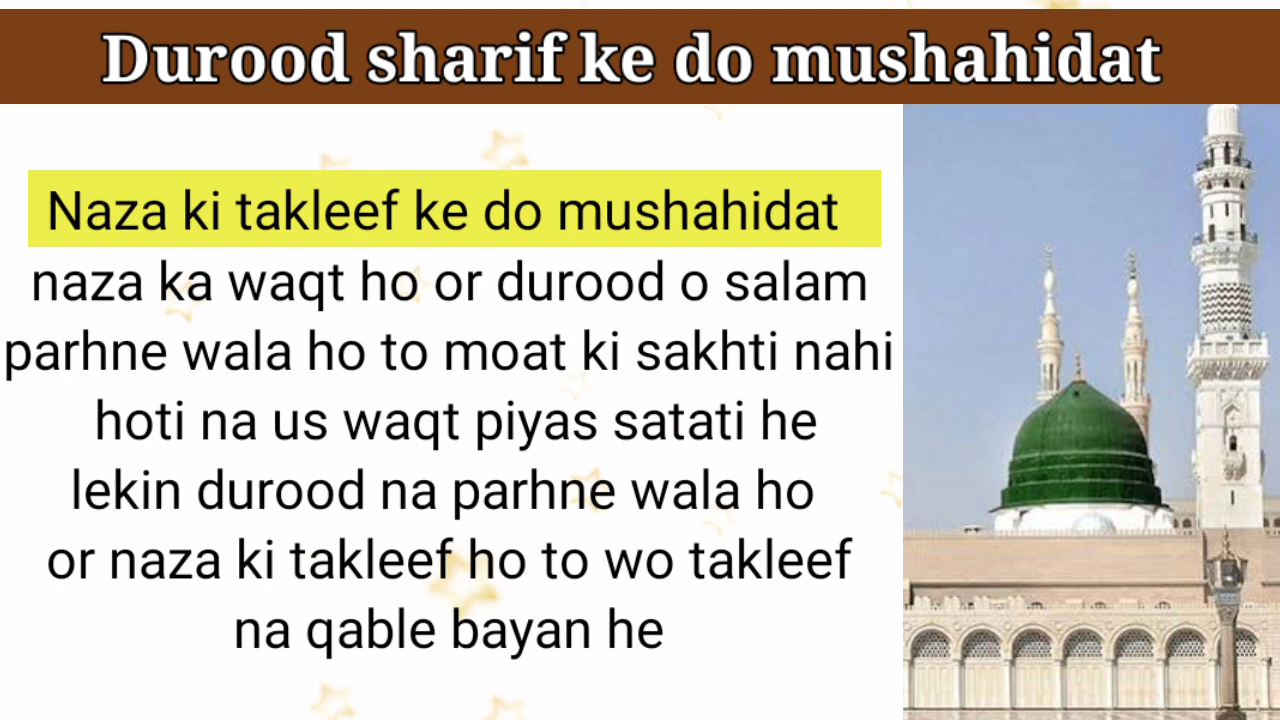 Durood sharif ke do mushahidat
Naza ki takleef ke do mushahidat
naza ka waqt ho or durood o salam
parhne wala ho to moat ki sakhti nahi
hoti na us waqt piyas satati he
lekin durood na parhne wala ho
or naza ki takleef ho to wo takleef
na qable bayan he